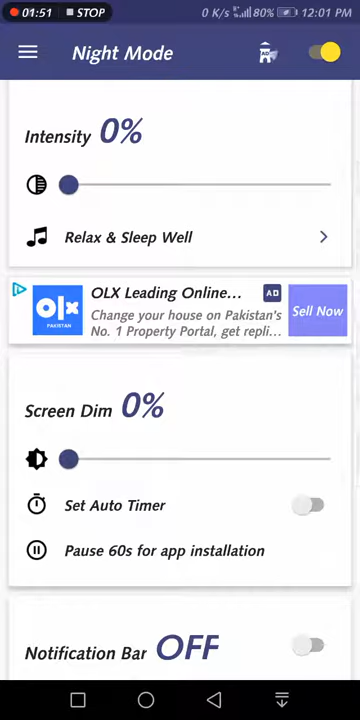 01:51 STOP 0 K/s 80% 12:01 PM
Night Mode
Intensity 0%
Relax & Sleep Well
OLX Leading Online... AD
Change your house on Pakistan's
No. 1 Property Portal, get repli...
Sell Now
olx
PAKISTAN
Screen Dim 0%
Set Auto Timer
Pause 60s for app installation
Notification Bar OFF